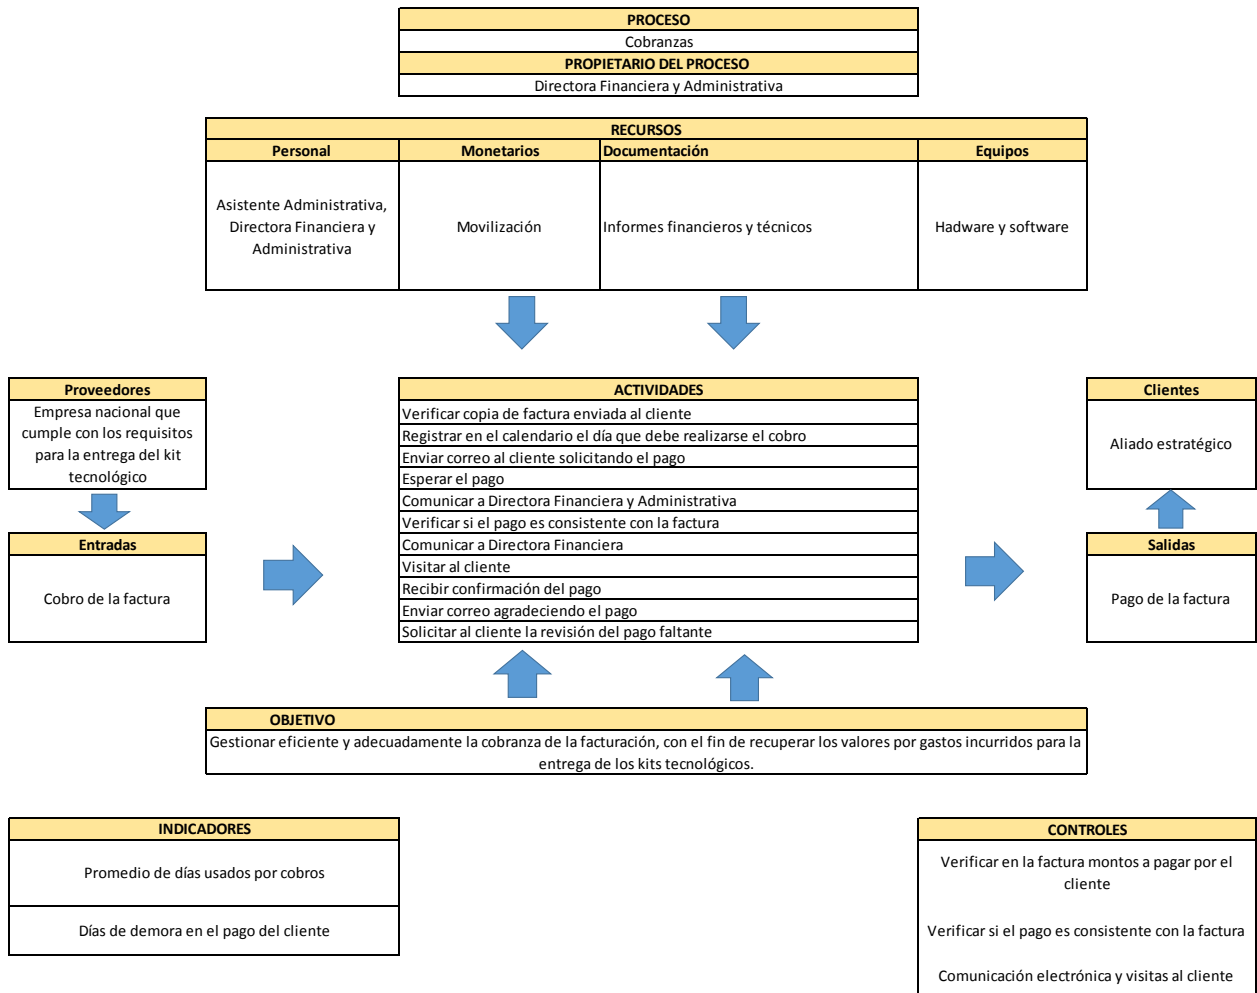 PROCESO
Cobranzas
PROPIETARIO DEL PROCESO
Directora Financiera y Administrativa
RECURSOS
Personal
Monetarios
Documentación
Equipos
Asistente Administrativa,
Directora Financiera y
Administrativa
Movilización
Informes financieros y técnicos
Hadware y software
Proveedores
Empresa nacional que
cumple con los requisitos
para la entrega del kit
tecnológico
Entradas
Cobro de la factura
ACTIVIDADES
Verificar copia de factura enviada al cliente
Registrar en el calendario el día que debe realizarse el cobro
Enviar correo al cliente solicitando el pago
Esperar el pago
Comunicar a Directora Financiera y Administrativa
Verificar si el pago es consistente con la factura
Comunicar a Directora Financiera
Visitar al cliente
Recibir confirmación del pago
Enviar correo agradeciendo el pago
Solicitar al cliente la revisión del pago faltante
Clientes
Aliado estratégico
Salidas
Pago de la factura
OBJETIVO
Gestionar eficiente y adecuadamente la cobranza de la facturación, con el fin de recuperar los valores por gastos incurridos para la
entrega de los kits tecnológicos.
INDICADORES
Promedio de días usados por cobros
Días de demora en el pago del cliente
CONTROLES
Verificar en la factura montos a pagar por el
cliente
Verificar si el pago es consistente con la factura
Comunicación electrónica y visitas al cliente